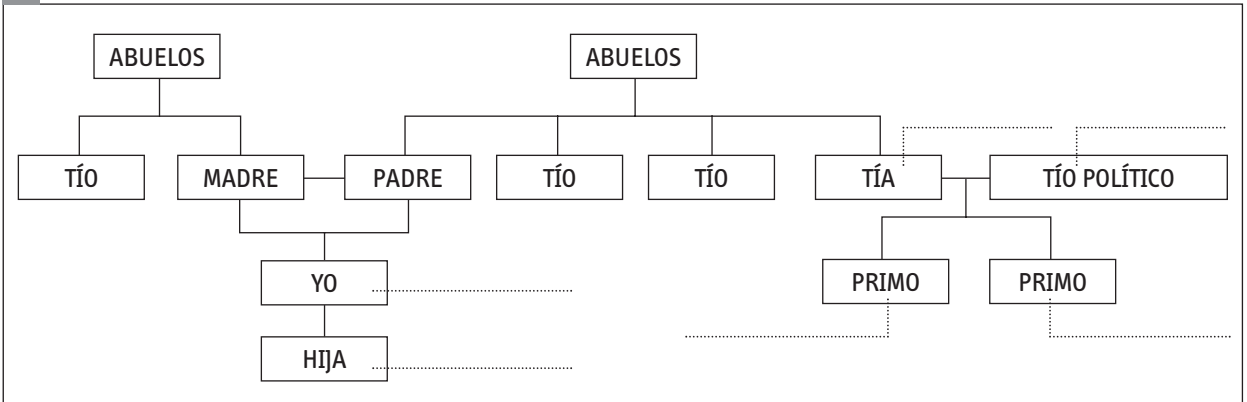 ABUELOS ABUELOS
TÍO MADRE PADRE TÍO TÍO TÍA TÍO POLÍTICO
YO PRIMO PRIMO
HIJA